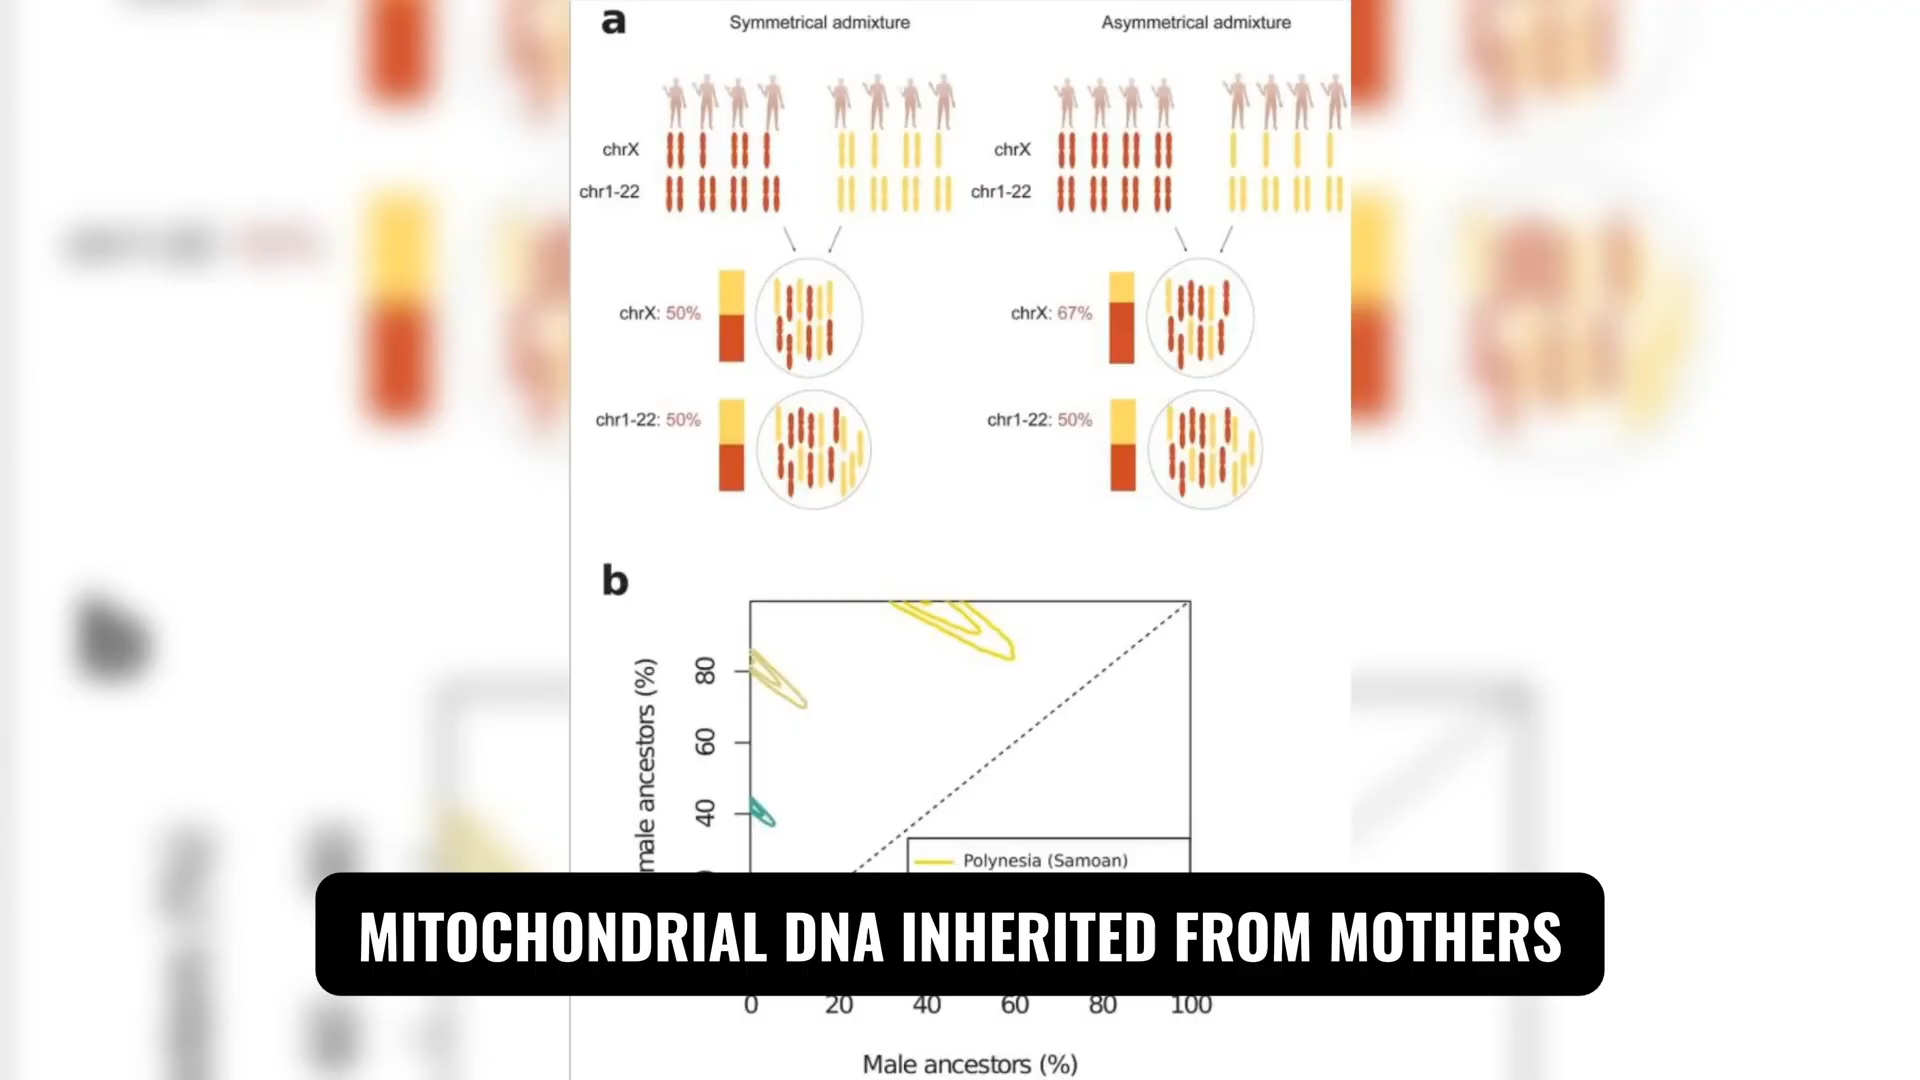 a
Symmetrical admixture
Asymmetrical admixture
chrX
chr1-22
chrX
chr1-22
chrX: 50%
chrX: 67%
chr1-22: 50%
chr1-22: 50%
b
male ancestors (%)
80
60
40
Polynesia (Samoan)
MITOCHONDRIAL DNA INHERITED FROM MOTHERS
0 20 40 60 80 100
Male ancestors (%)